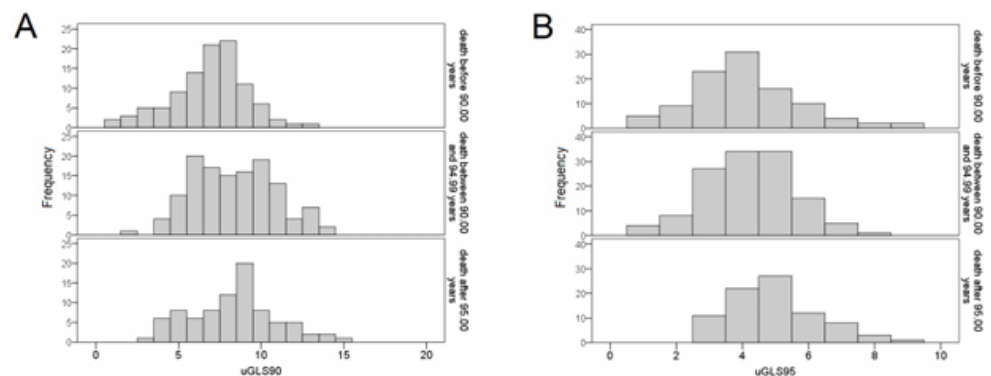 A
25
20
15
10
5
0
death before 90.00
years
25
20
15
10
5
0
death between 90.00
and 94.99 years
25
20
15
10
5
0
death after 95.00
years
Frequency
0 5 10 15 20
uGLS90
B
40
30
20
10
0
death before 90.00
years
40
30
20
10
0
death between 90.00
and 94.99 years
40
30
20
10
0
death after 95.00
years
Frequency
0 2 4 6 8 10
uGLS95